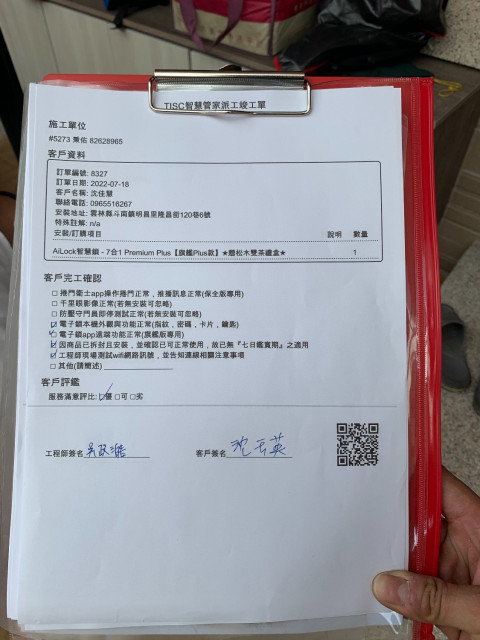 TISC智慧管家派工竣工單
施工單位
#5273 秉佑 82628965
客戶資料
訂單編號: 8327
訂單日期: 2022-07-18
客戶名稱: 沈佳慧
聯絡電話: 0965516267
安裝地址: 雲林縣斗南鎮明昌里隆昌街120巷6號
特殊註解: n/a
安裝/訂購項目 說明 數量
AiLock智慧鎖 - 7合1 Premium Plus【旗艦Plus款】★贈松木雙茶禮盒★ 1
客戶完工確認
□ 捲門衛士app操作捲門正常，推播訊息正常(保全版專用)
□ 千里眼影像正常(若無安裝可忽略)
□ 防壓守門員即停測試正常(若無安裝可忽略)
☑ 電子鎖本機外觀與功能正常(指紋，密碼，卡片，鑰匙)
☑ 電子鎖app遠端功能正常(旗艦版專用)
☑ 因商品已拆封且安裝，並確認已可正常使用，故已無『七日鑑賞期』之適用
☑ 工程師現場測試wifi網路訊號，並告知連線相關注意事項
□ 其他(請簡述)
客戶評鑑
服務滿意評比: ☑優 □可 □劣
工程師簽名 客戶簽名